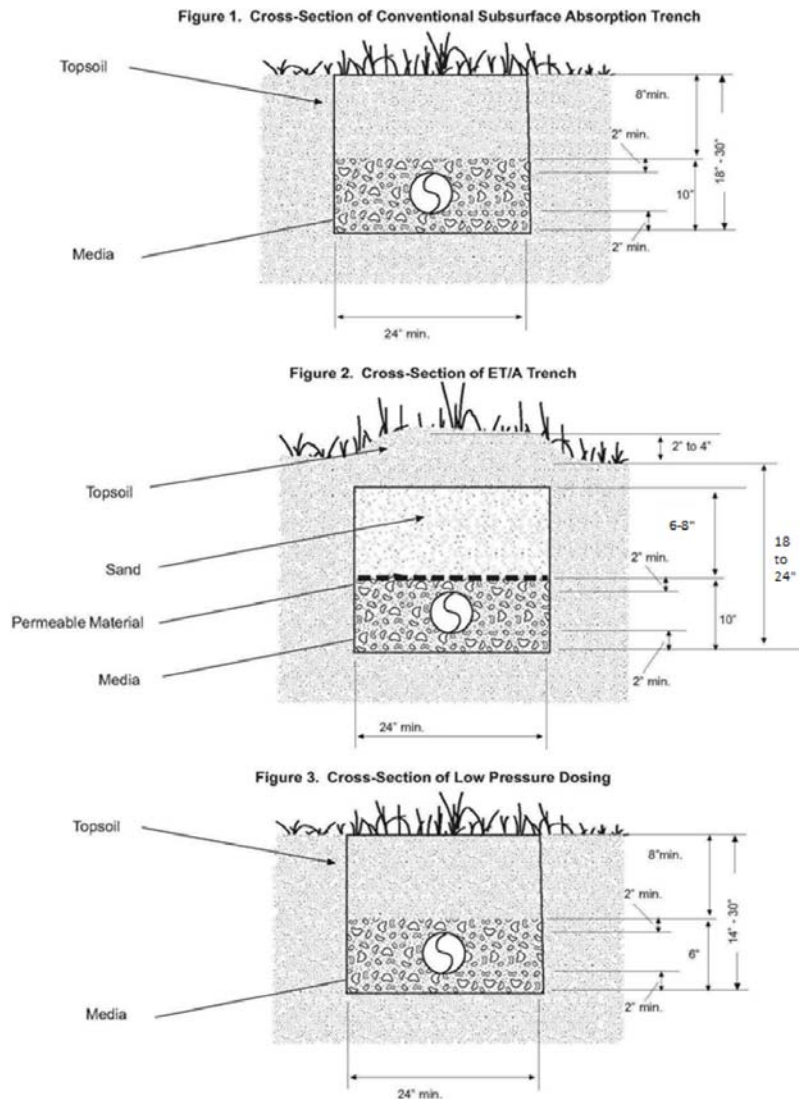 Figure 1. Cross-Section of Conventional Subsurface Absorption Trench
Topsoil
8"min.
2" min.
18" - 30"
10"
Media
2" min.
24" min.
Figure 2. Cross-Section of ET/A Trench
2" to 4"
Topsoil
6-8"
18
to
24"
2" min.
Sand
Permeable Material
10"
Media
2" min.
24" min.
Figure 3. Cross-Section of Low Pressure Dosing
Topsoil
8"min.
2" min.
14" - 30"
6"
Media
2" min.
24" min.